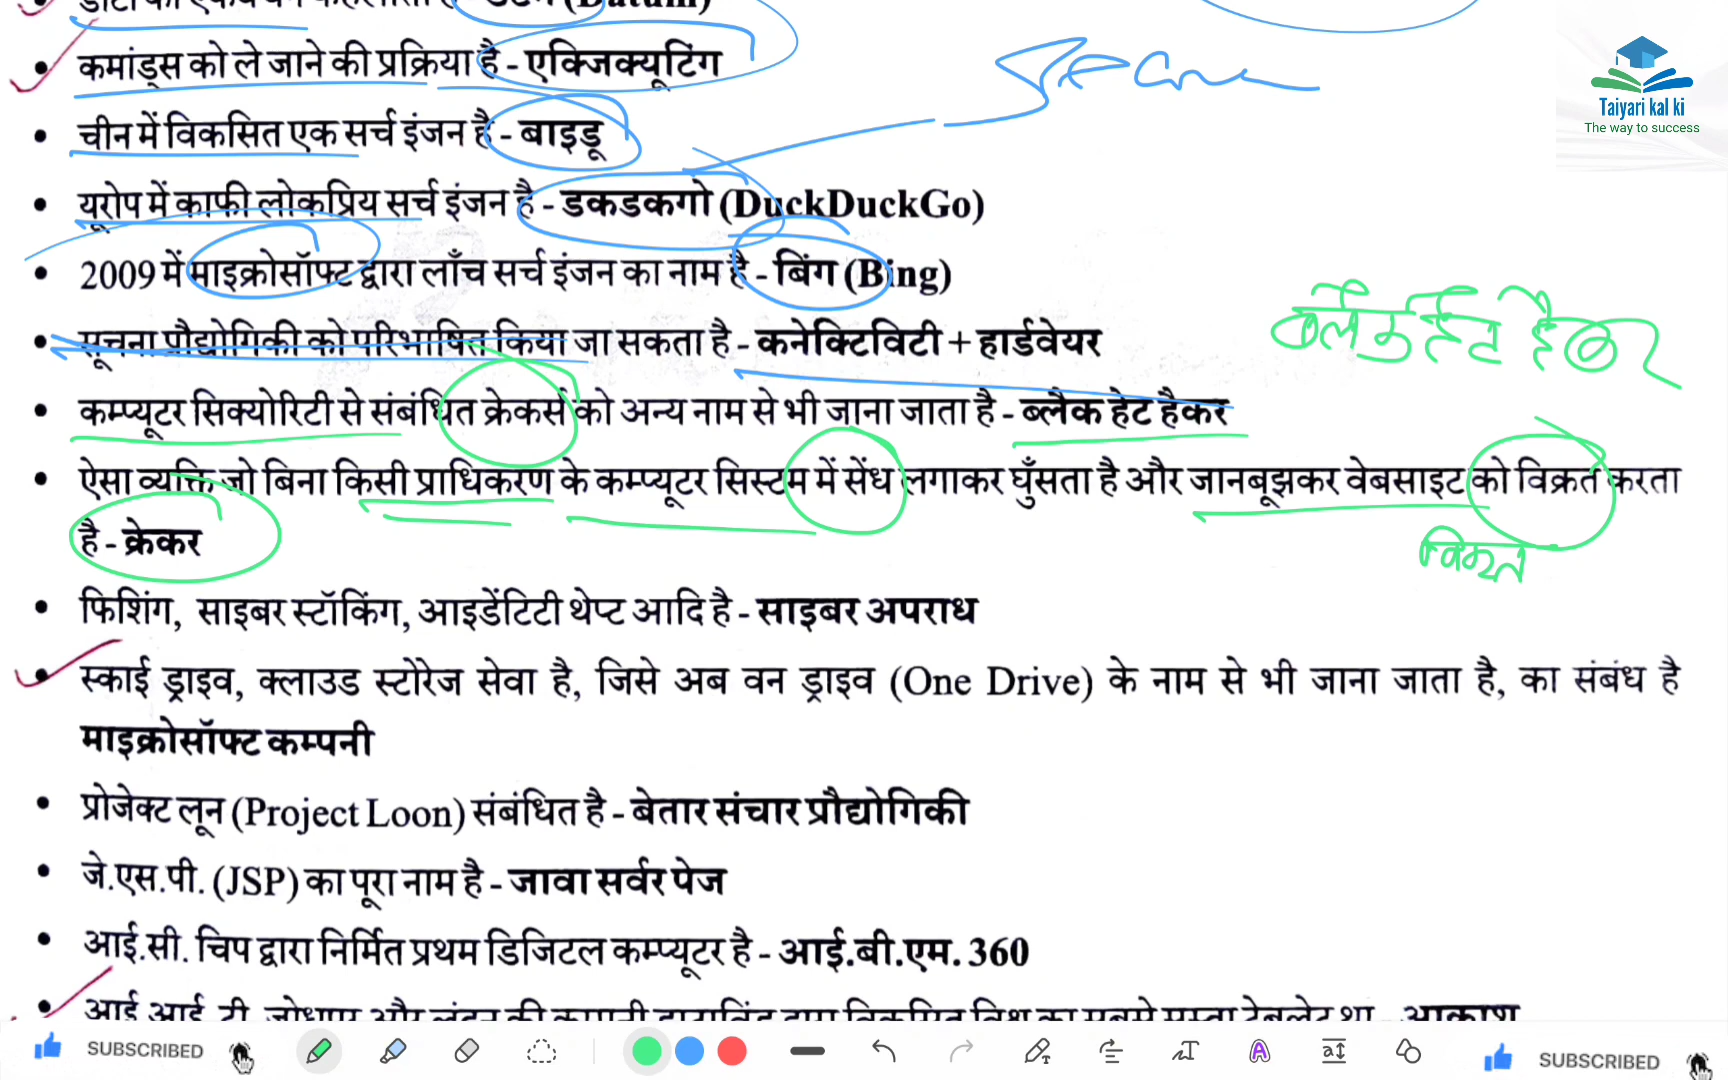 (Datum)
• कमांड्स को ले जाने की प्रक्रिया है - एक्जिक्यूटिंग
Taiyari kal ki
The way to success
• चीन में विकसित एक सर्च इंजन है - बाइडू
• यूरोप में काफी लोकप्रिय सर्च इंजन है - डकडकगो (DuckDuckGo)
• 2009 में माइक्रोसॉफ्ट द्वारा लाँच सर्च इंजन का नाम है - बिंग (Bing)
• सूचना प्रौद्योगिकी को परिभाषित किया जा सकता है - कनेक्टिविटी + हार्डवेयर
• कम्प्यूटर सिक्योरिटी से संबंधित क्रेकर्स को अन्य नाम से भी जाना जाता है - ब्लैक हेट हैकर
• ऐसा व्यक्ति जो बिना किसी प्राधिकरण के कम्प्यूटर सिस्टम में सेंध लगाकर घुँसता है और जानबूझकर वेबसाइट को विक्रत करता
है - क्रेकर
• फिशिंग, साइबर स्टॉकिंग, आइडेंटिटी थेप्ट आदि है - साइबर अपराध
• स्काई ड्राइव, क्लाउड स्टोरेज सेवा है, जिसे अब वन ड्राइव (One Drive) के नाम से भी जाना जाता है, का संबंध है
माइक्रोसॉफ्ट कम्पनी
• प्रोजेक्ट लून (Project Loon) संबंधित है - बेतार संचार प्रौद्योगिकी
• जे.एस.पी. (JSP) का पूरा नाम है - जावा सर्वर पेज
• आई.सी. चिप द्वारा निर्मित प्रथम डिजिटल कम्प्यूटर है - आई.बी.एम. 360
SUBSCRIBED
SUBSCRIBED